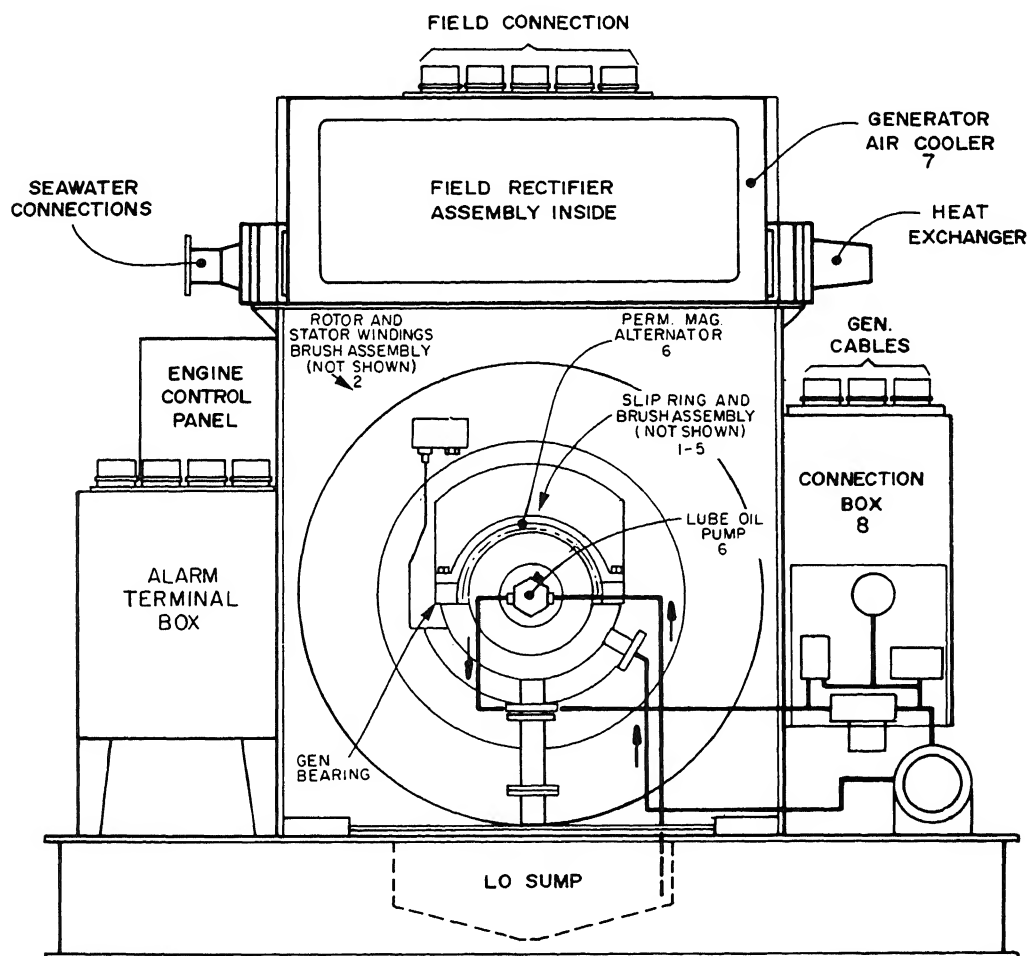 FIELD CONNECTION
GENERATOR
AIR COOLER
7
SEAWATER
CONNECTIONS
FIELD RECTIFIER
ASSEMBLY INSIDE
HEAT
EXCHANGER
ROTOR AND
STATOR WINDINGS
BRUSH ASSEMBLY
(NOT SHOWN)
2
PERM. MAG.
ALTERNATOR
6
GEN.
CABLES
ENGINE
CONTROL
PANEL
SLIP RING AND
BRUSH ASSEMBLY
(NOT SHOWN)
1-5
CONNECTION
BOX
8
LUBE OIL
PUMP
6
ALARM
TERMINAL
BOX
GEN
BEARING
LO SUMP